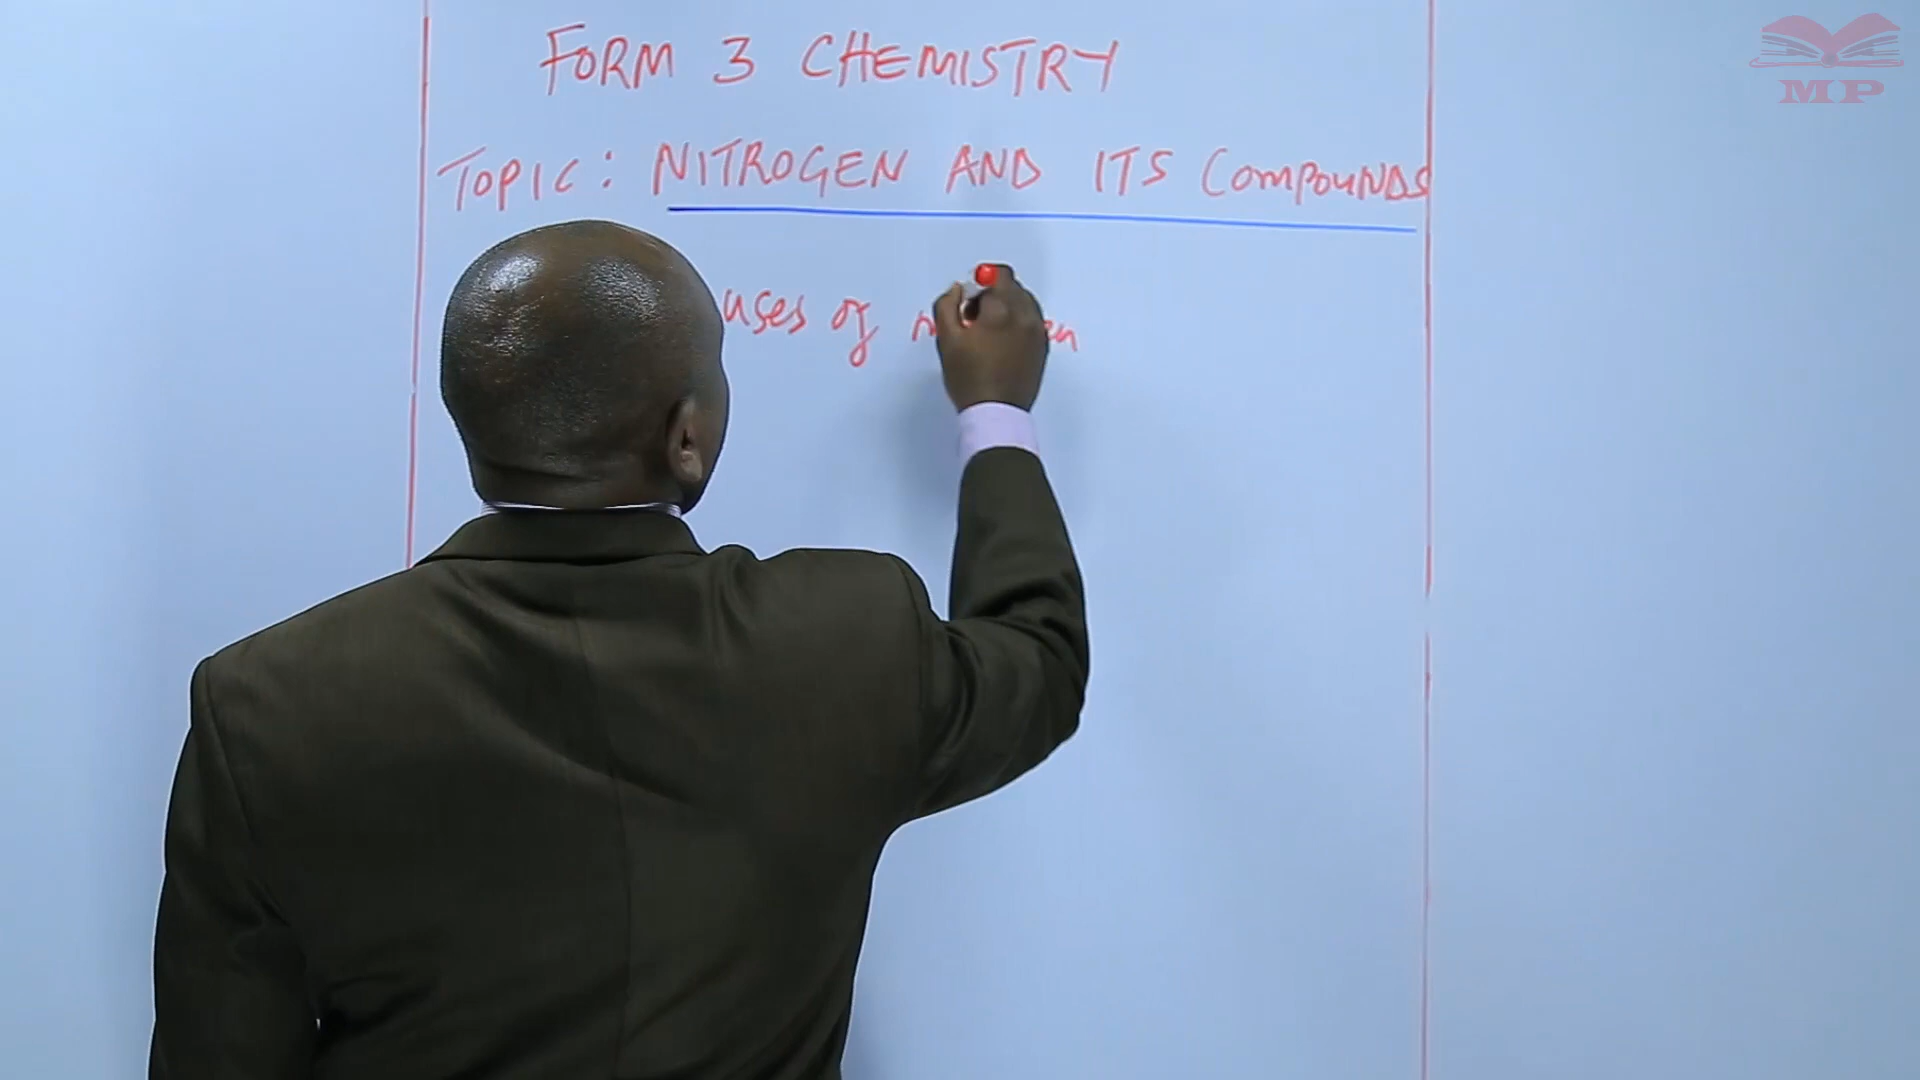 FORM 3 CHEMISTRY
TOPIC: NITROGEN AND ITS COMPOUNDS
uses of
MP